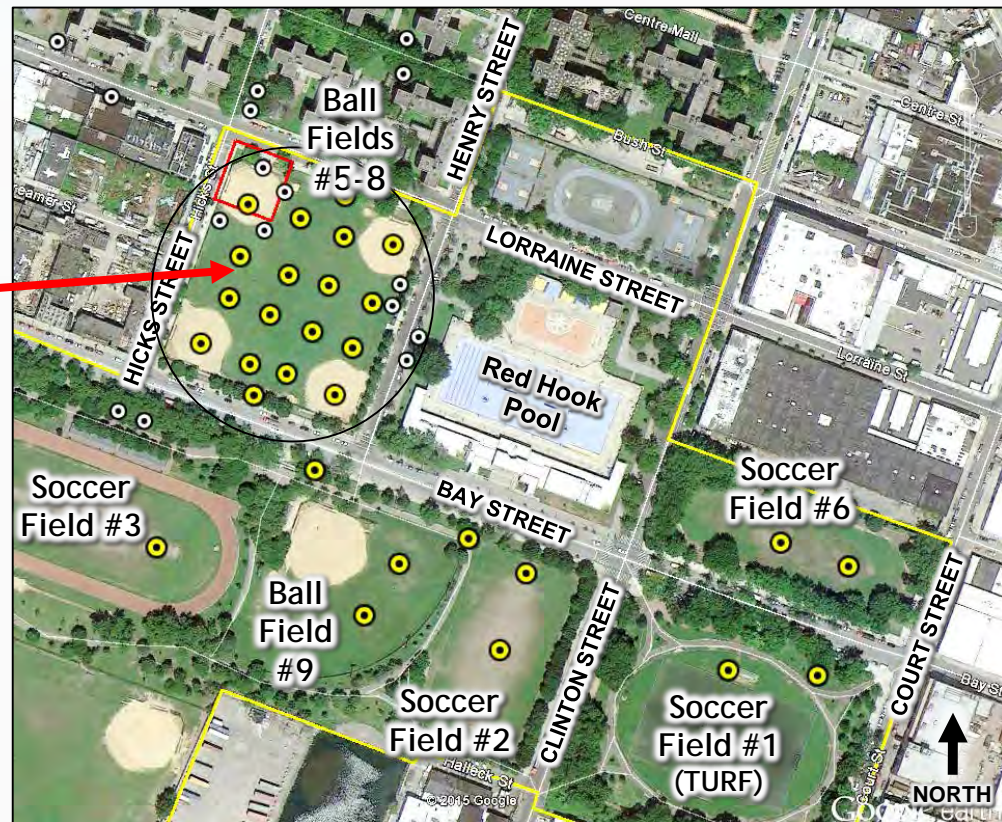 Centre Mall
Centre St
Bush St
Ball
Fields
#5-8
HENRY STREET
Hicks St
eamer St
LORRAINE STREET
HICKS STREET
Lorraine St
Red Hook
Pool
BAY STREET
Soccer
Field #3
Soccer
Field #6
Ball
Field
#9
Soccer
Field #2
CLINTON STREET
COURT STREET
Bay St
Soccer
Field #1
(TURF)
Halleck St
Court St
© 2015 Google
NORTH
Google earth